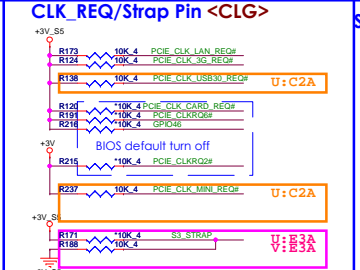 CLK_REQ/Strap Pin <CLG>
+3V_S5
R173 10K_4 PCIE_CLK_LAN_REQ#
R124 10K_4 PCIE_CLK_3G_REQ#
R138 10K_4 PCIE_CLK_USB30_REQ#
U:C2A
R120 *10K_4 PCIE_CLK_CARD_REQ#
R191 *10K_4 PCIE_CLKRQ6#
R216 *10K_4 GPIO46
BIOS default turn off
+3V
R215 *10K_4 PCIE_CLKRQ2#
R237 10K_4 PCIE_CLK_MINI_REQ#
U:C2A
+3V_S5
R171 *10K_4 S3_STRAP
U:E3A
R188 10K_4
V:E3A